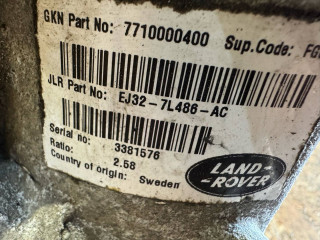 GKN Part No: 7710000400 Sup.Code: FG
JLR Part No: EJ32-7L486-AC
Serial no: 3381576
Ratio: 2.58
Country of origin: Sweden
LAND-
-ROVER